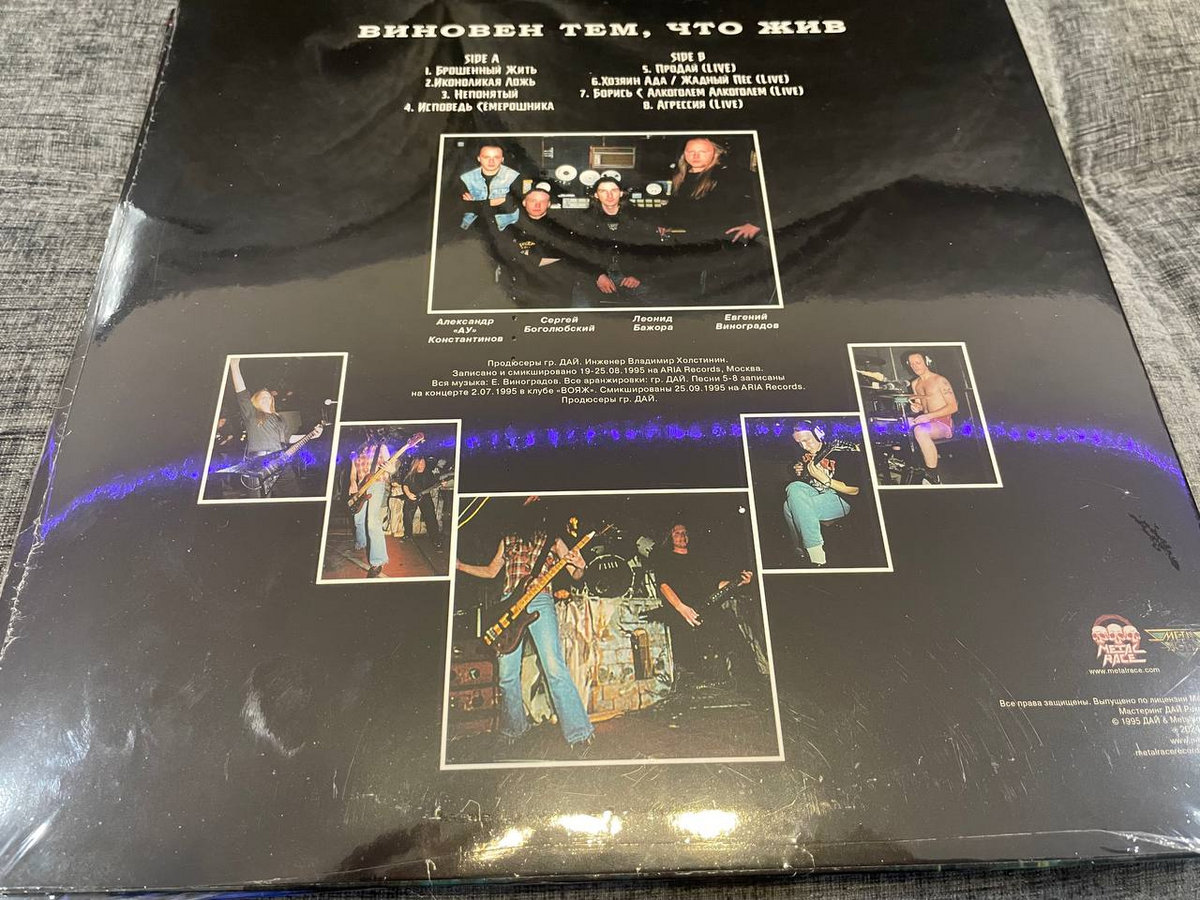 ВИНОВЕН ТЕМ, ЧТО ЖИВ
SIDE A
1. Брошенный Жить
2.Иконоликая Ложь
3. Непонятый
4. Исповедь Семерошника
SIDE B
5. Продай (Live)
6.Хозяин Ада / Жадный Пес (Live)
7. Борись С Алкоголем Алкоголем (Live)
8. Агрессия (Live)
Александр
«АУ»
Константинов
Сергей
Боголюбский
Леонид
Бажора
Евгений
Виноградов
Продюсеры гр. ДАЙ. Инженер Владимир Холстинин.
Записано и смикшировано 19-25.08.1995 на ARIA Records, Москва.
Вся музыка: Е. Виноградов. Все аранжировки: гр. ДАЙ. Песни 5-8 записаны
на концерте 2.07.1995 в клубе «ВОЯЖ». Смикшированы 25.09.1995 на ARIA Records.
Продюсеры гр. ДАЙ.
METAL
RACE
www.metalrace.com
Все права защищены. Выпущено по лицензии
Мастеринг ДАЙ
© 1995 ДАЙ &